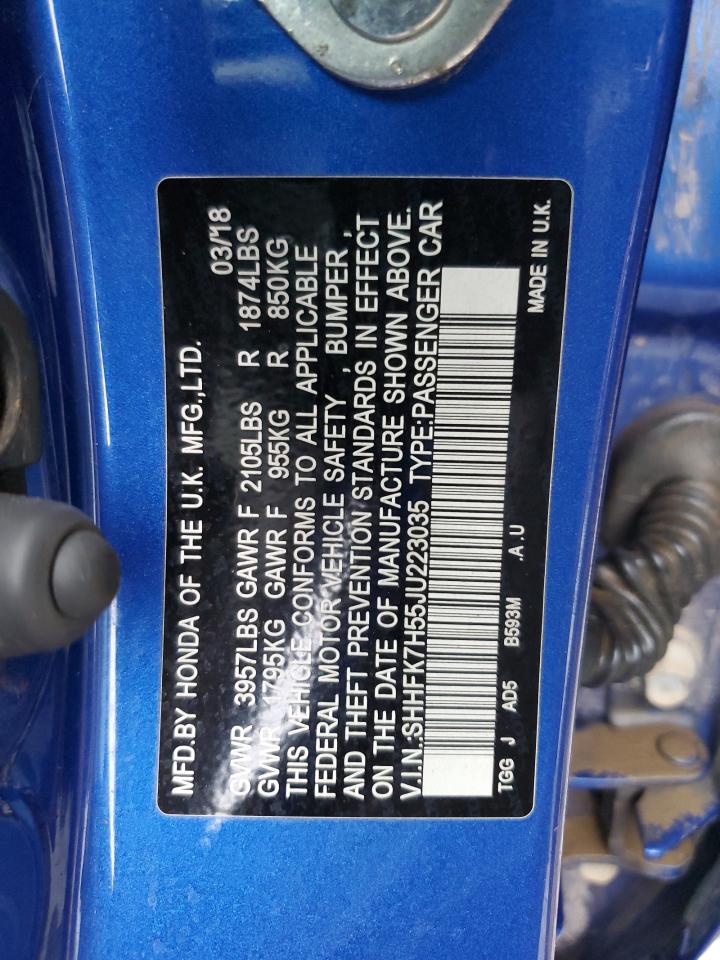 MFD.BY HONDA OF THE U.K. MFG.,LTD. 03/18
GVWR 3957LBS GAWR F 2105LBS R 1874LBS
GVWR 1795KG GAWR F 955KG R 850KG
THIS VEHICLE CONFORMS TO ALL APPLICABLE
FEDERAL MOTOR VEHICLE SAFETY , BUMPER ,
AND THEFT PREVENTION STANDARDS IN EFFECT
ON THE DATE OF MANUFACTURE SHOWN ABOVE.
V.I.N.:SHHFK7H55JU223035 TYPE:PASSENGER CAR
TGG J AD5 B593M .A .U MADE IN U.K.